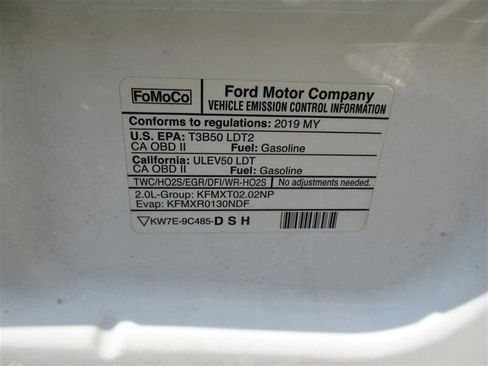 FoMoCo
Ford Motor Company
VEHICLE EMISSION CONTROL INFORMATION
Conforms to regulations: 2019 MY
U.S. EPA: T3B50 LDT2
CA OBD II Fuel: Gasoline
California: ULEV50 LDT
CA OBD II Fuel: Gasoline
TWC/HO2S/EGR/DFI/WR-HO2S No adjustments needed.
2.0L-Group: KFMXT02.02NP
Evap: KFMXR0130NDF
KW7E-9C485-D S H